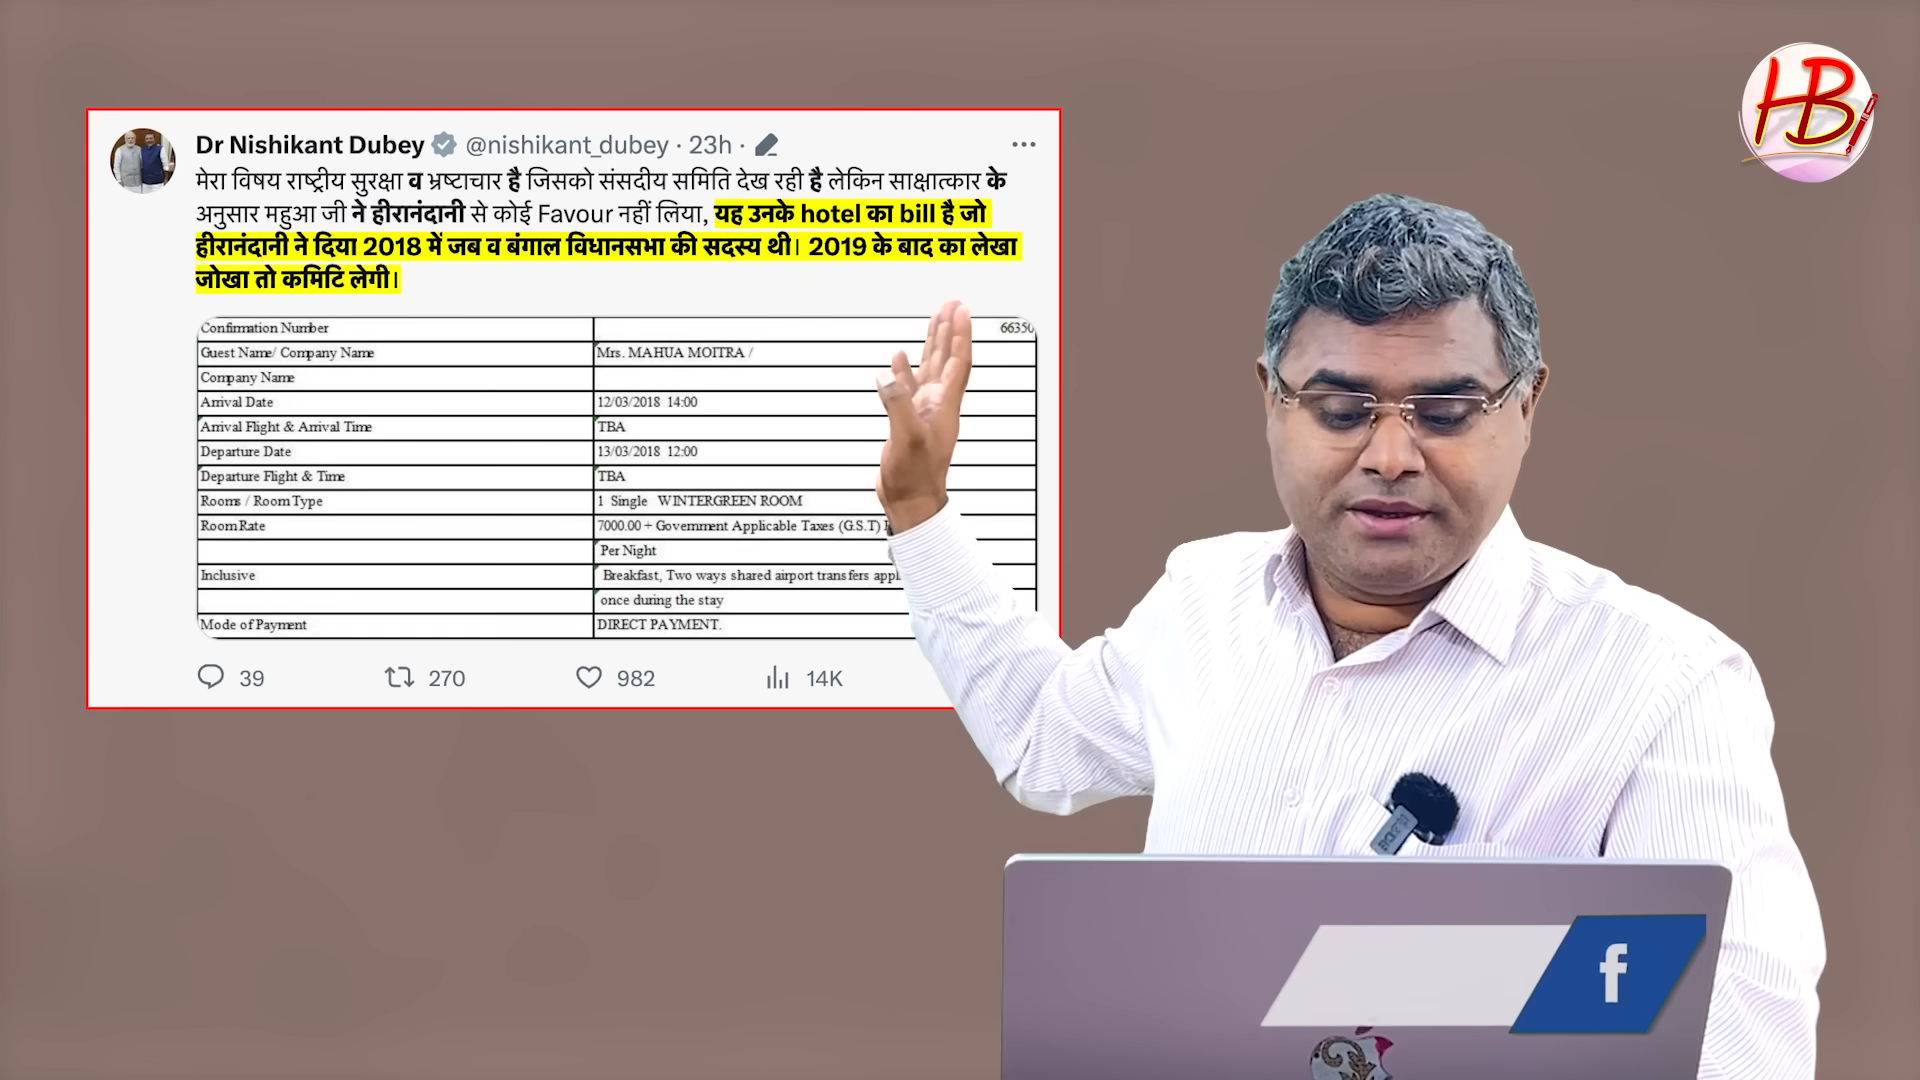 HB
Dr Nishikant Dubey @nishikant_dubey · 23h ·
मेरा विषय राष्ट्रीय सुरक्षा व भ्रष्टाचार है जिसको संसदीय समिति देख रही है लेकिन साक्षात्कार के
अनुसार महुआ जी ने हीरानंदानी से कोई Favour नहीं लिया, यह उनके hotel का bill है जो
हीरानंदानी ने दिया 2018 में जब व बंगाल विधानसभा की सदस्य थी। 2019 के बाद का लेखा
जोखा तो कमिटि लेगी।
Confirmation Number 66350
Guest Name/ Company Name Mrs. MAHUA MOITRA /
Company Name
Arrival Date 12/03/2018 14:00
Arrival Flight & Arrival Time TBA
Departure Date 13/03/2018 12:00
Departure Flight & Time TBA
Rooms / Room Type 1 Single WINTERGREEN ROOM
Room Rate 7000.00 + Government Applicable Taxes (G.S.T)
Per Night
Inclusive Breakfast, Two ways shared airport transfers
once during the stay
Mode of Payment DIRECT PAYMENT.
39 270 982 14K
f